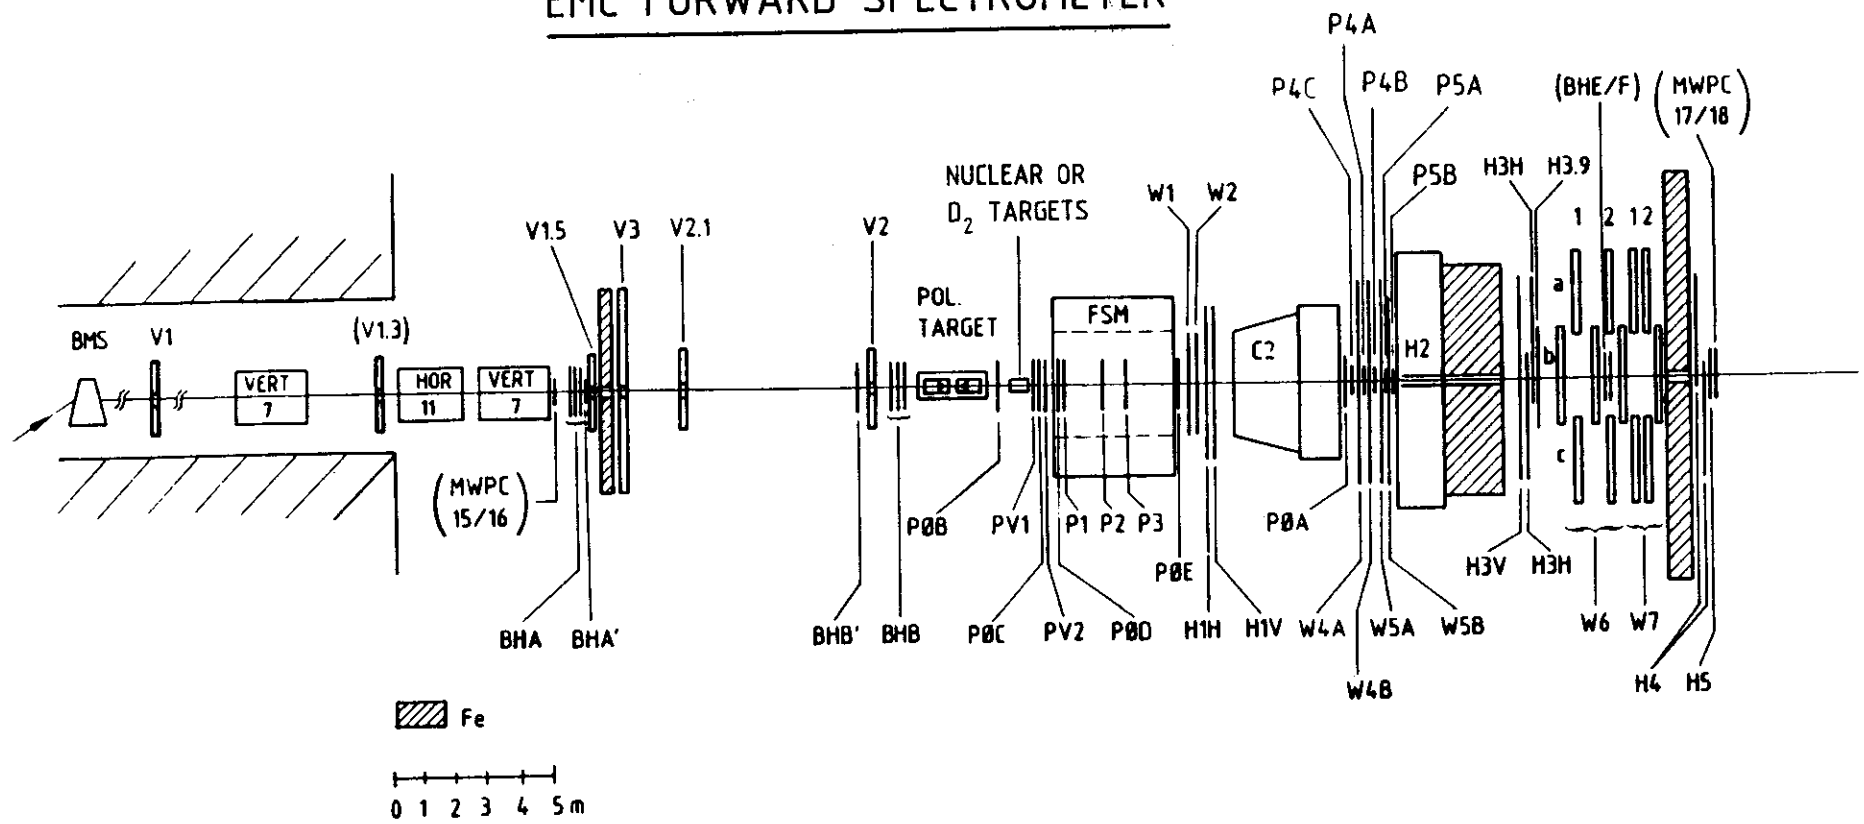 EMC FORWARD SPECTROMETER
P4A
P4C
P4B
P5A
(BHE/F)
(MWPC
17/18)
NUCLEAR OR
D2 TARGETS
W1
W2
P5B
H3H
H3.9
1
2
1
2
V1.5
V3
V2.1
V2
POL.
TARGET
FSM
a
BMS
V1
(V1.3)
C2
H2
b
VERT
7
HOR
11
VERT
7
c
(MWPC
15/16)
PØB
PV1
P1
P2
P3
PØA
PØE
H3V
H3H
BHA
BHA'
BHB'
BHB
PØC
PV2
PØD
H1H
H1V
W4A
W5A
W5B
W6
W7
W4B
H4
H5
Fe
0 1 2 3 4 5m